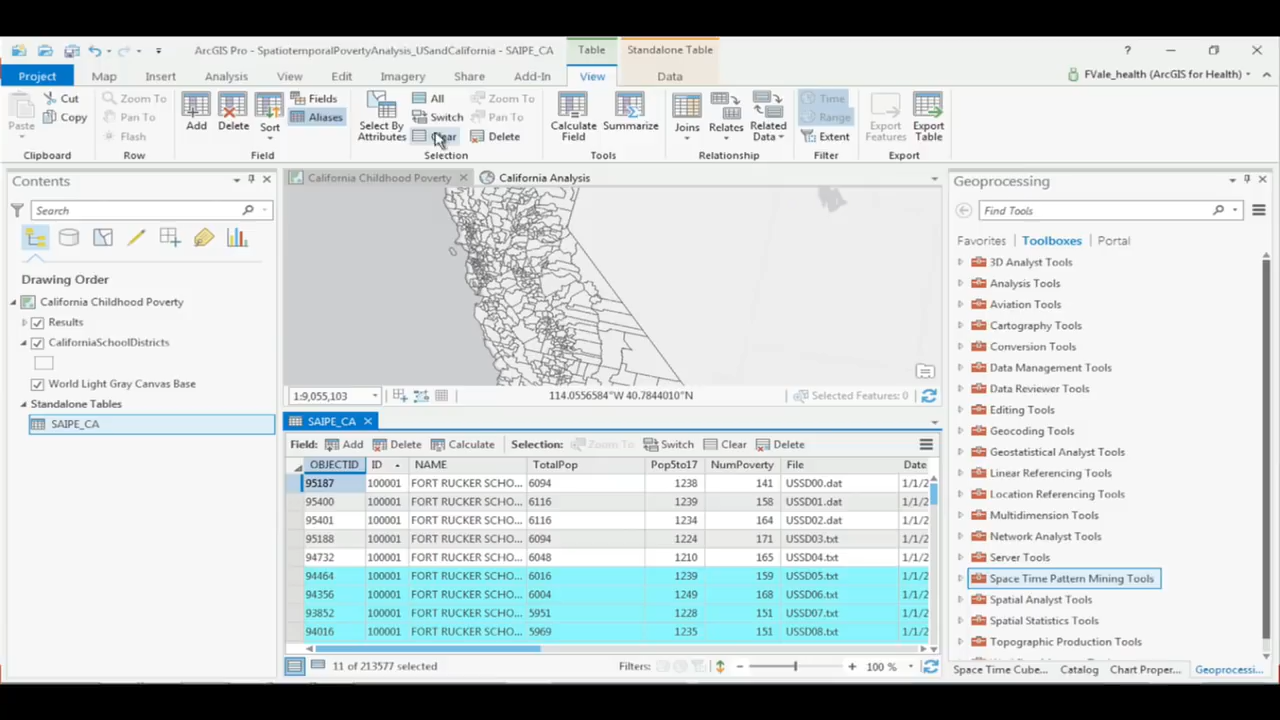 ArcGIS Pro - SpatiotemporalPovertyAnalysis_USandCalifornia - SAIPE_CA
Table
Standalone Table
?
Project
Map
Insert
Analysis
View
Edit
Imagery
Share
Add-In
View
Data
FVale_health (ArcGIS for Health)
Paste
Cut
Copy
Clipboard
Zoom To
Pan To
Flash
Row
Add
Delete
Sort
Fields
Aliases
Field
Select By
Attributes
All
Switch
Clear
Zoom To
Pan To
Delete
Selection
Calculate
Field
Summarize
Tools
Joins
Relates
Related
Data
Relationship
Time
Range
Extent
Filter
Export
Features
Export
Table
Export
Contents
Search
Drawing Order
California Childhood Poverty
Results
CaliforniaSchoolDistricts
World Light Gray Canvas Base
Standalone Tables
SAIPE_CA
California Childhood Poverty
California Analysis
1:9,055,103
114.0556584°W 40.7844010°N
Selected Features: 0
SAIPE_CA
Field: Add Delete Calculate Selection: Zoom To Switch Clear Delete
OBJECTID ID NAME TotalPop Pop5to17 NumPoverty File Date
95187 100001 FORT RUCKER SCHO... 6094 1238 141 USSD00.dat 1/1/2
95400 100001 FORT RUCKER SCHO... 6116 1239 158 USSD01.dat 1/1/2
95401 100001 FORT RUCKER SCHO... 6116 1234 164 USSD02.dat 1/1/2
95188 100001 FORT RUCKER SCHO... 6094 1224 171 USSD03.txt 1/1/2
94732 100001 FORT RUCKER SCHO... 6048 1210 165 USSD04.txt 1/1/2
94464 100001 FORT RUCKER SCHO... 6016 1239 159 USSD05.txt 1/1/2
94356 100001 FORT RUCKER SCHO... 6004 1249 168 USSD06.txt 1/1/2
93852 100001 FORT RUCKER SCHO... 5951 1228 151 USSD07.txt 1/1/2
94016 100001 FORT RUCKER SCHO... 5969 1235 151 USSD08.txt 1/1/2
11 of 213577 selected
Filters:
100 %
Geoprocessing
Find Tools
Favorites
Toolboxes
Portal
3D Analyst Tools
Analysis Tools
Aviation Tools
Cartography Tools
Conversion Tools
Data Management Tools
Data Reviewer Tools
Editing Tools
Geocoding Tools
Geostatistical Analyst Tools
Linear Referencing Tools
Location Referencing Tools
Multidimension Tools
Network Analyst Tools
Server Tools
Space Time Pattern Mining Tools
Spatial Analyst Tools
Spatial Statistics Tools
Topographic Production Tools
Space Time Cube...
Catalog
Chart Proper...
Geoprocessi...